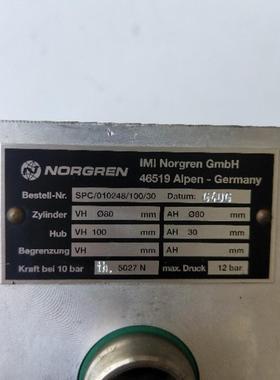 NORGREN IMI Norgren GmbH
46519 Alpen - Germany
Bestell-Nr. SPC/010248/100/30 Datum:
Zylinder VH Ø80 mm AH Ø80 mm
Hub VH 100 mm AH 30 mm
Begrenzung VH mm AH mm
Kraft bei 10 bar th. 5027 N max. Druck 12 bar